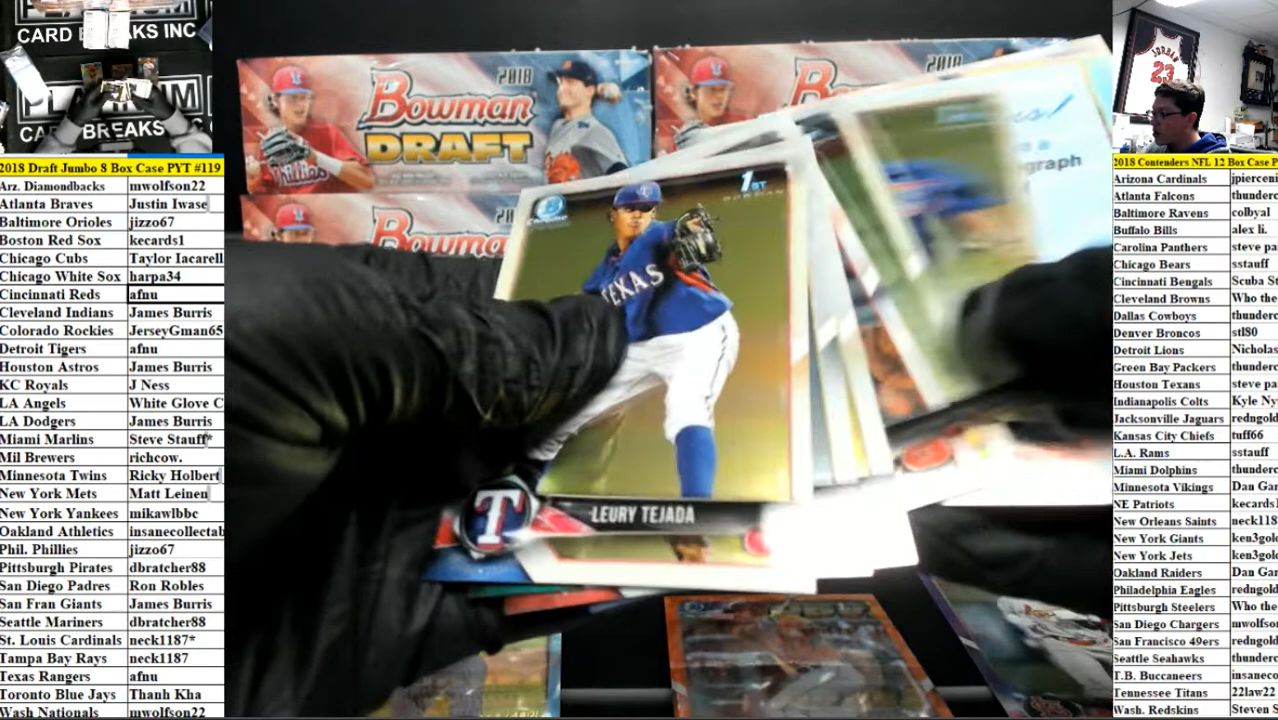 CARD BREAKS INC
PLATINUM
CARD BREAKS
2018 Draft Jumbo 8 Box Case PYT #119
Arz. Diamondbacks mwolfson22
Atlanta Braves Justin Iwase
Baltimore Orioles jizzo67
Boston Red Sox kecards1
Chicago Cubs Taylor Iacarell
Chicago White Sox harpa34
Cincinnati Reds afnu
Cleveland Indians James Burris
Colorado Rockies JerseyGman65
Detroit Tigers afnu
Houston Astros James Burris
KC Royals J Ness
LA Angels White Glove C
LA Dodgers James Burris
Miami Marlins Steve Stauff*
Mil Brewers richcow.
Minnesota Twins Ricky Holbert
New York Mets Matt Leinen
New York Yankees mikawlbbc
Oakland Athletics insanecollectab
Phil. Phillies jizzo67
Pittsburgh Pirates dbratcher88
San Diego Padres Ron Robles
San Fran Giants James Burris
Seattle Mariners dbratcher88
St. Louis Cardinals neck1187*
Tampa Bay Rays neck1187
Texas Rangers afnu
Toronto Blue Jays Thanh Kha
Wash Nationals mwolfson22
2018
Bowman
DRAFT
Phillies
2018
Bowma
20
Bowma
1ST
BOWMAN
TEXAS
T
LEURY TEJADA
a
ograph
JORDAN
23
2018 Contenders NFL 12 Box Case P
Arizona Cardinals jpierceni
Atlanta Falcons thunderc
Baltimore Ravens colbyal
Buffalo Bills alex li.
Carolina Panthers steve pa
Chicago Bears sstauff
Cincinnati Bengals Scuba St
Cleveland Browns Who the
Dallas Cowboys thunderc
Denver Broncos stl80
Detroit Lions Nicholas
Green Bay Packers thunderc
Houston Texans steve pa
Indianapolis Colts Kyle Ny
Jacksonville Jaguars redngold
Kansas City Chiefs tuff66
L.A. Rams sstauff
Miami Dolphins thunderc
Minnesota Vikings Dan Gar
NE Patriots kecards1
New Orleans Saints neck118
New York Giants ken3gold
New York Jets ken3gold
Oakland Raiders Dan Gar
Philadelphia Eagles redngold
Pittsburgh Steelers Who the
San Diego Chargers mwolfso
San Francisco 49ers redngold
Seattle Seahawks thunderc
T.B. Buccaneers insaneco
Tennessee Titans 22law22
Wash. Redskins Steven S